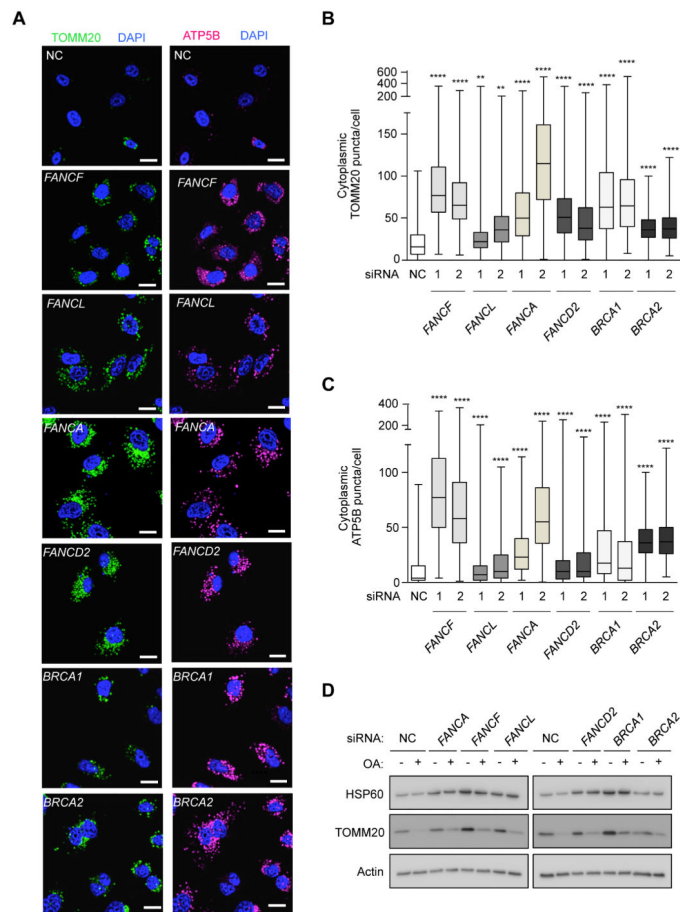 A
TOMM20 DAPI
ATP5B DAPI
NC
NC
FANCF
FANCF
FANCL
FANCL
FANCA
FANCA
FANCD2
FANCD2
BRCA1
BRCA1
BRCA2
BRCA2
B
Cytoplasmic
TOMM20 puncta/cell
600
400
200
150
100
50
0
**** **** ** ** **** **** **** **** **** **** **** ****
siRNA NC 1 2 1 2 1 2 1 2 1 2 1 2
FANCF FANCL FANCA FANCD2 BRCA1 BRCA2
C
Cytoplasmic
ATP5B puncta/cell
400
200
100
50
0
**** **** **** **** **** **** **** **** **** **** **** ****
siRNA NC 1 2 1 2 1 2 1 2 1 2 1 2
FANCF FANCL FANCA FANCD2 BRCA1 BRCA2
D
siRNA: NC FANCA FANCF FANCL NC FANCD2 BRCA1 BRCA2
OA: - + - + - + - + - + - + - + - +
HSP60
TOMM20
Actin